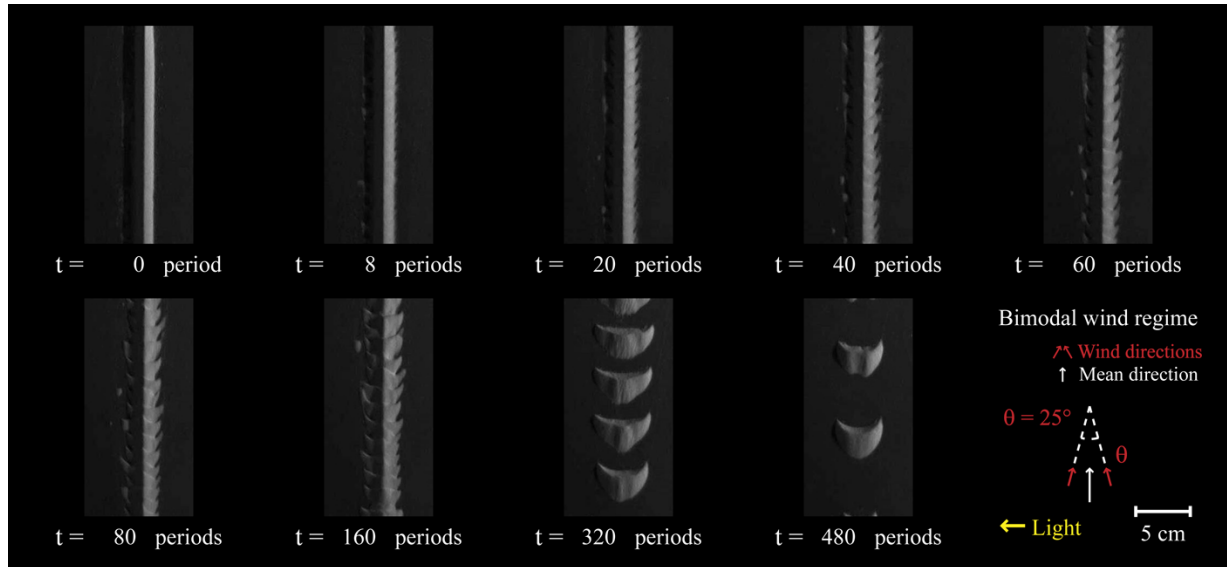 t = 0 period
t = 8 periods
t = 20 periods
t = 40 periods
t = 60 periods
t = 80 periods
t = 160 periods
t = 320 periods
t = 480 periods
Bimodal wind regime
Wind directions
Mean direction
θ = 25°
θ
Light
5 cm